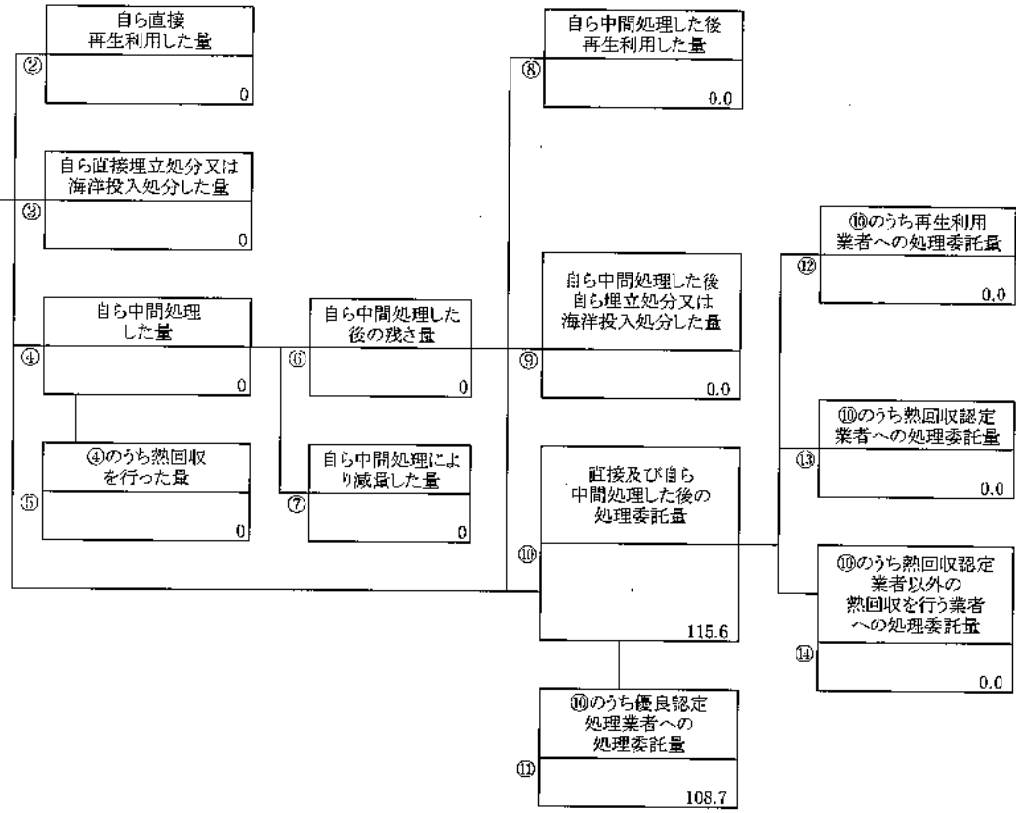 自ら直接
再生利用した量
②
0
自ら直接埋立処分又は
海洋投入処分した量
③
0
自ら中間処理
した量
④
0
④のうち熱回収
を行った量
⑤
0
自ら中間処理した
後の残さ量
⑥
0
自ら中間処理によ
り減量した量
⑦
0
自ら中間処理した後
再生利用した量
⑧
0.0
自ら中間処理した後
自ら埋立処分又は
海洋投入処分した量
⑨
0.0
直接及び自ら
中間処理した後の
処理委託量
⑩
115.6
⑩のうち優良認定
処理業者への
処理委託量
⑪
108.7
⑩のうち再生利用
業者への処理委託量
⑫
0.0
⑩のうち熱回収認定
業者への処理委託量
⑬
0.0
⑩のうち熱回収認定
業者以外の
熱回収を行う業者
への処理委託量
⑭
0.0